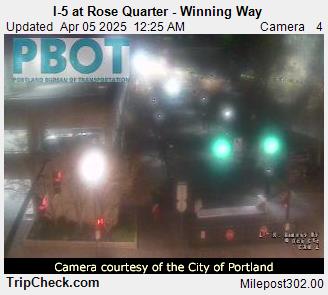 I-5 at Rose Quarter - Winning Way
Updated Apr 05 2025 12:25 AM Camera 4
PBOT
PORTLAND BUREAU OF TRANSPORTATION
Camera courtesy of the City of Portland
TripCheck.com Milepost302.00